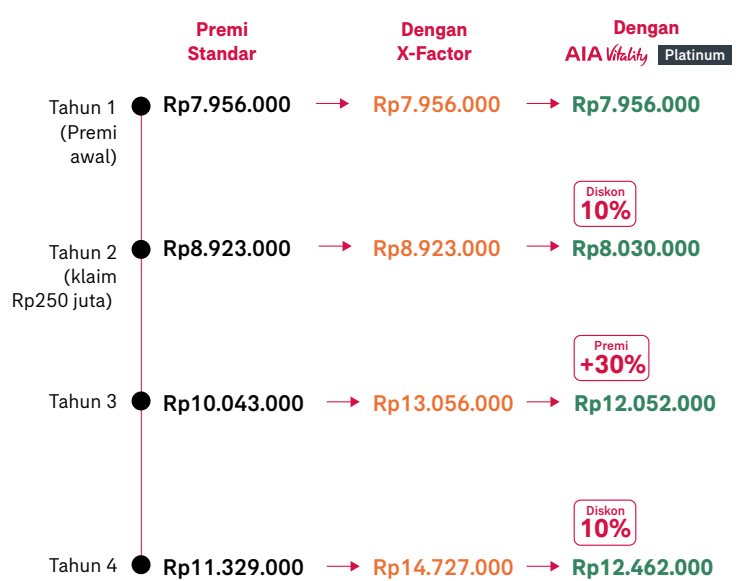 Premi
Standar
Dengan
X-Factor
Dengan
AIA Vitality Platinum
Tahun 1
(Premi
awal)
Rp7.956.000
Rp7.956.000
Rp7.956.000
Diskon
10%
Tahun 2
(klaim
Rp250 juta)
Rp8.923.000
Rp8.923.000
Rp8.030.000
Premi
+30%
Tahun 3
Rp10.043.000
Rp13.056.000
Rp12.052.000
Diskon
10%
Tahun 4
Rp11.329.000
Rp14.727.000
Rp12.462.000